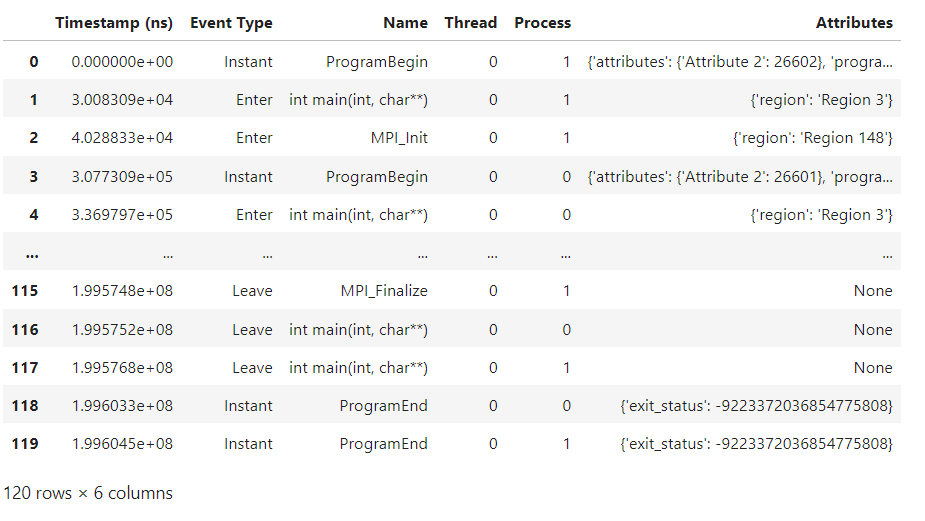 Timestamp (ns) Event Type Name Thread Process Attributes
0 0.000000e+00 Instant ProgramBegin 0 1 {'attributes': {'Attribute 2': 26602}, 'progra...
1 3.008309e+04 Enter int main(int, char**) 0 1 {'region': 'Region 3'}
2 4.028833e+04 Enter MPI_Init 0 1 {'region': 'Region 148'}
3 3.077309e+05 Instant ProgramBegin 0 0 {'attributes': {'Attribute 2': 26601}, 'progra...
4 3.369797e+05 Enter int main(int, char**) 0 0 {'region': 'Region 3'}
... ... ... ... ... ... ...
115 1.995748e+08 Leave MPI_Finalize 0 1 None
116 1.995752e+08 Leave int main(int, char**) 0 0 None
117 1.995768e+08 Leave int main(int, char**) 0 1 None
118 1.996033e+08 Instant ProgramEnd 0 0 {'exit_status': -9223372036854775808}
119 1.996045e+08 Instant ProgramEnd 0 1 {'exit_status': -9223372036854775808}
120 rows × 6 columns